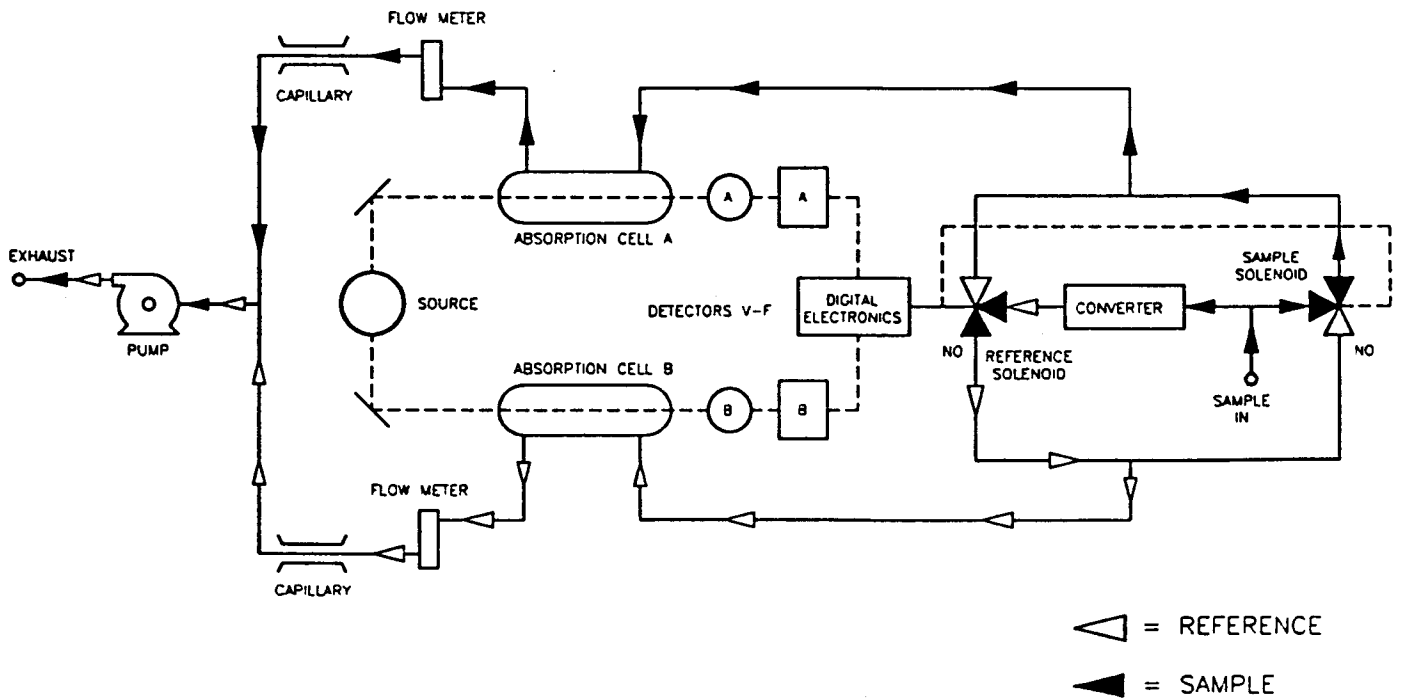 FLOW METER
CAPILLARY
A
A
ABSORPTION CELL A
EXHAUST
SAMPLE
SOLENOID
SOURCE
DETECTORS V-F
DIGITAL
ELECTRONICS
CONVERTER
PUMP
NO
REFERENCE
SOLENOID
NO
ABSORPTION CELL B
SAMPLE
IN
B
B
FLOW METER
CAPILLARY
= REFERENCE
= SAMPLE